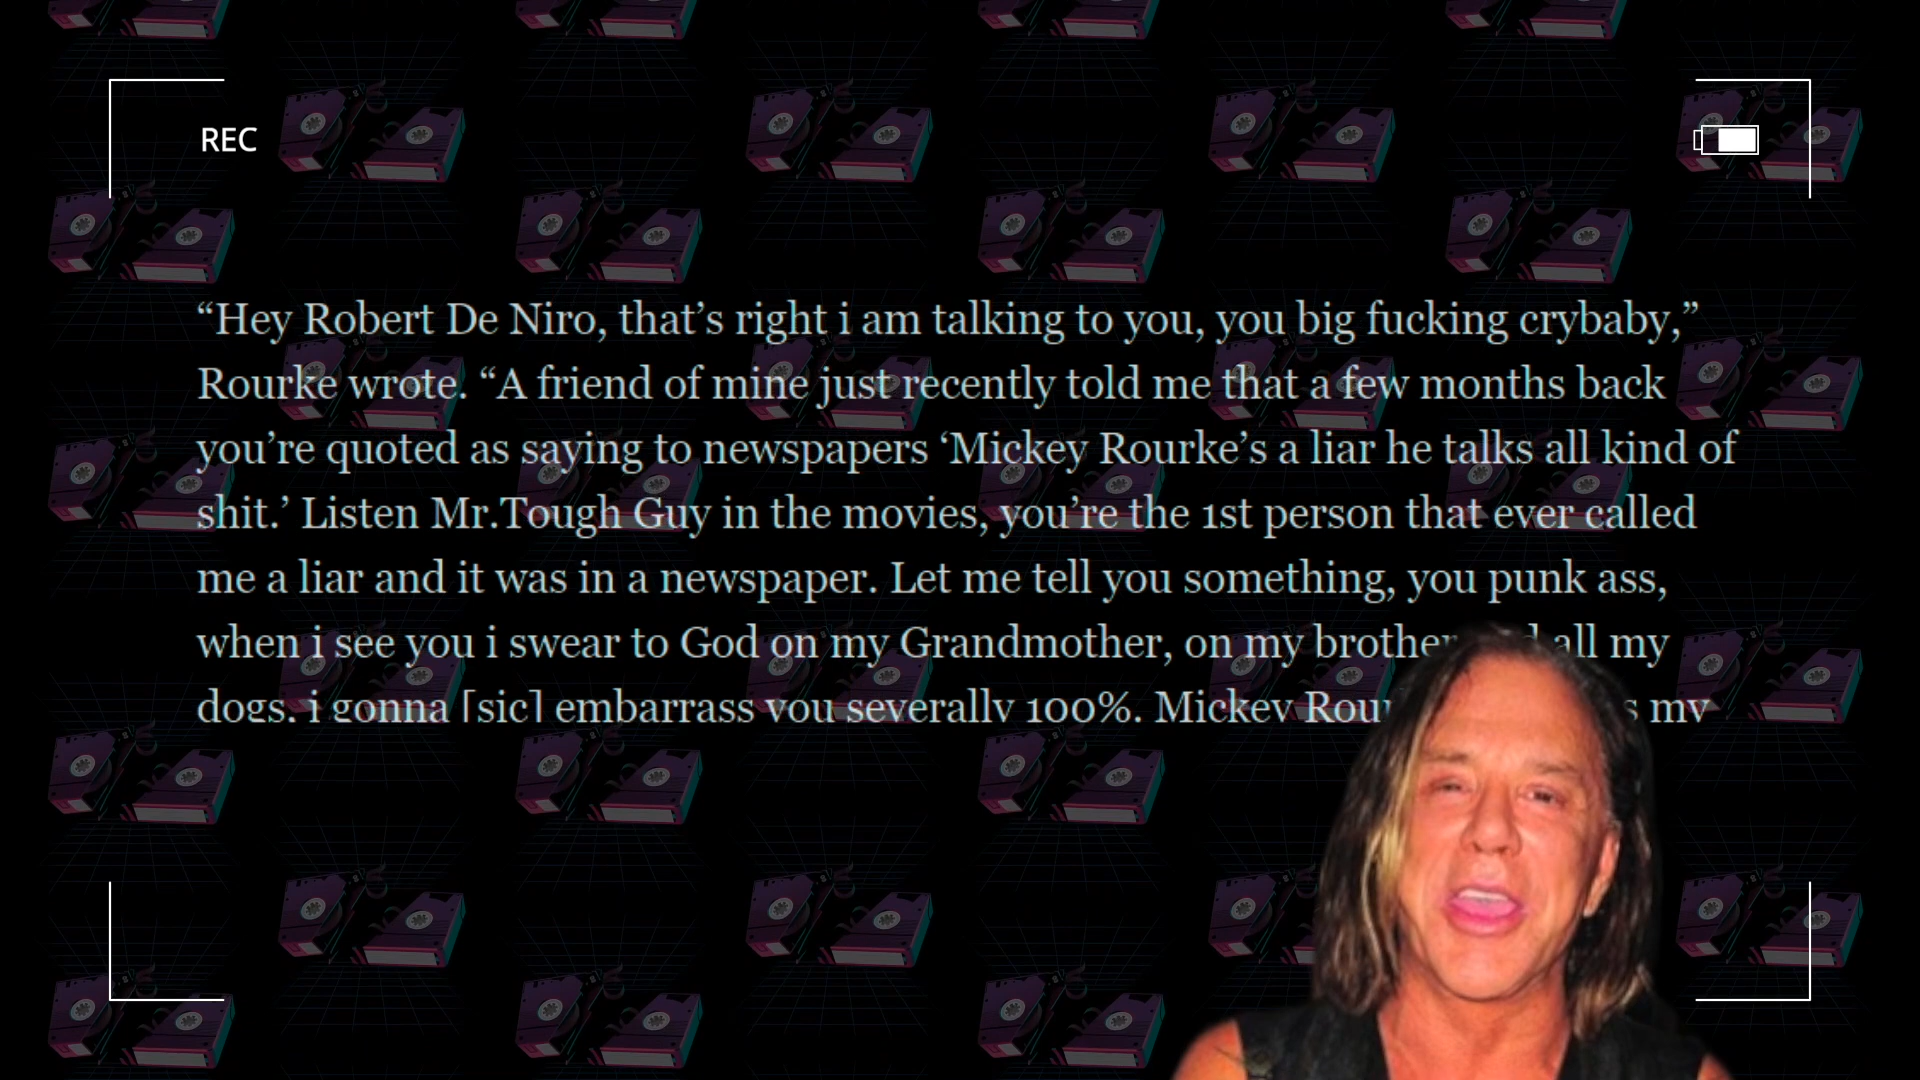 REC
“Hey Robert De Niro, that’s right i am talking to you, you big fucking crybaby,”
Rourke wrote. “A friend of mine just recently told me that a few months back
you’re quoted as saying to newspapers ‘Mickey Rourke’s a liar he talks all kind of
shit.’ Listen Mr.Tough Guy in the movies, you’re the 1st person that ever called
me a liar and it was in a newspaper. Let me tell you something, you punk ass,
when i see you i swear to God on my Grandmother, on my brother all my
dogs, i gonna [sic] embarrass you severally 100%. Mickey my